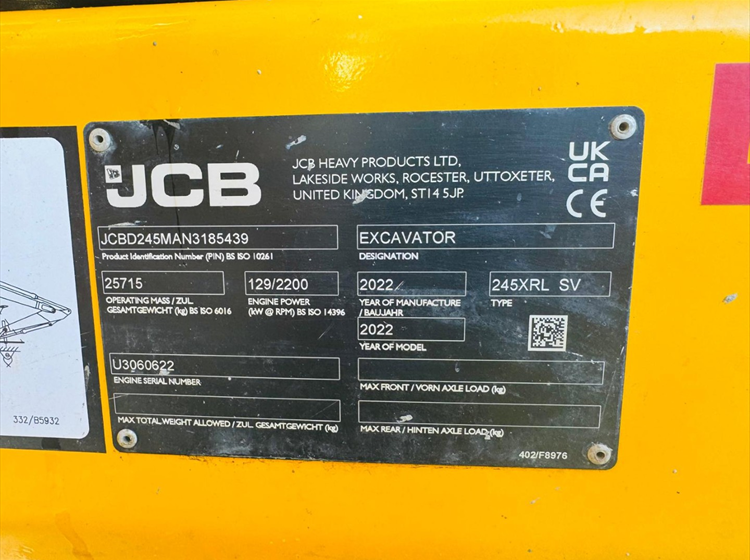 JCB
JCB HEAVY PRODUCTS LTD,
LAKESIDE WORKS, ROCESTER, UTTOXETER,
UNITED KINGDOM, ST14 5JP.
UK
CA
CE
JCBD245MAN3185439
Product Identification Number (PIN) BS ISO 10261
EXCAVATOR
DESIGNATION
25715
OPERATING MASS / ZUL.
GESAMTGEWICHT (kg) BS ISO 6016
129/2200
ENGINE POWER
(kW @ RPM) BS ISO 14396
2022
YEAR OF MANUFACTURE
/ BAUJAHR
245XRL SV
TYPE
2022
YEAR OF MODEL
U3060622
ENGINE SERIAL NUMBER
MAX FRONT / VORN AXLE LOAD (kg)
MAX TOTAL WEIGHT ALLOWED / ZUL. GESAMTGEWICHT (kg)
MAX REAR / HINTEN AXLE LOAD (kg)
402/F8976
332/B5932